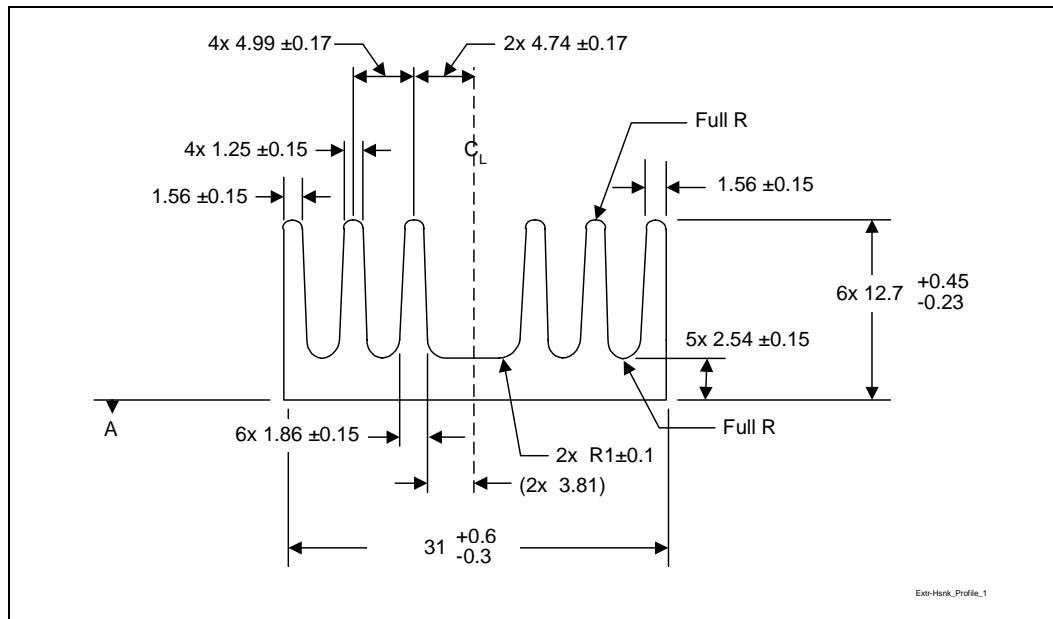 4x 4.99 ±0.17
2x 4.74 ±0.17
Full R
4x 1.25 ±0.15
CL
1.56 ±0.15
1.56 ±0.15
6x 12.7 +0.45
-0.23
5x 2.54 ±0.15
A
6x 1.86 ±0.15
Full R
2x R1±0.1
(2x 3.81)
31 +0.6
-0.3
Extr-Hsnk_Profile_1